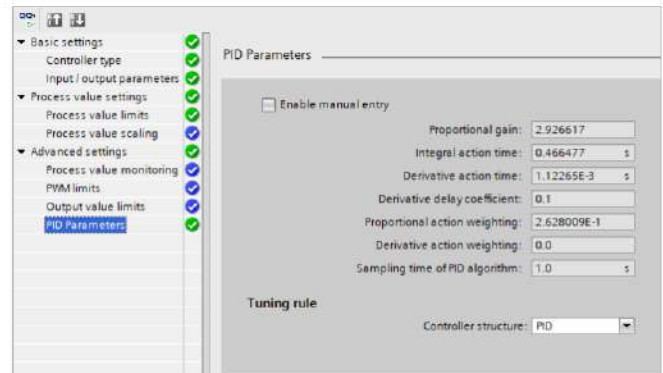 Basic settings
Controller type
Input / output parameters
Process value settings
Process value limits
Process value scaling
Advanced settings
Process value monitoring
PWM limits
Output value limits
PID Parameters
PID Parameters
Enable manual entry
Proportional gain: 2.926617
Integral action time: 0.466477 s
Derivative action time: 1.12265E-3 s
Derivative delay coefficient: 0.1
Proportional action weighting: 2.628009E-1
Derivative action weighting: 0.0
Sampling time of PID algorithm: 1.0 s
Tuning rule
Controller structure: PID